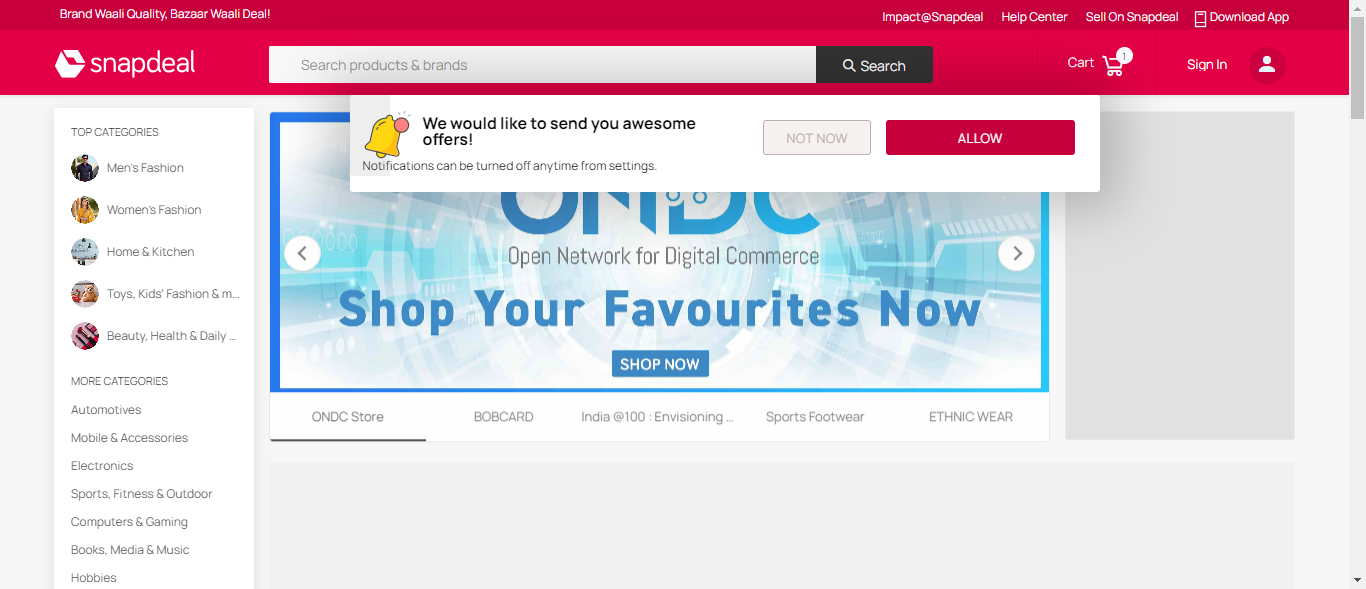 Brand Waali Quality, Bazaar Waali Deal!
Impact@Snapdeal
Help Center
Sell On Snapdeal
Download App
snapdeal
Search products & brands
Search
Cart
1
Sign In
We would like to send you awesome
offers!
Notifications can be turned off anytime from settings.
NOT NOW
ALLOW
TOP CATEGORIES
Men's Fashion
Women's Fashion
Home & Kitchen
Toys, Kids' Fashion & m...
Beauty, Health & Daily ...
MORE CATEGORIES
Automotives
Mobile & Accessories
Electronics
Sports, Fitness & Outdoor
Computers & Gaming
Books, Media & Music
Hobbies
ONDC
Open Network for Digital Commerce
Shop Your Favourites Now
SHOP NOW
ONDC Store
BOBCARD
India @100 : Envisioning ...
Sports Footwear
ETHNIC WEAR